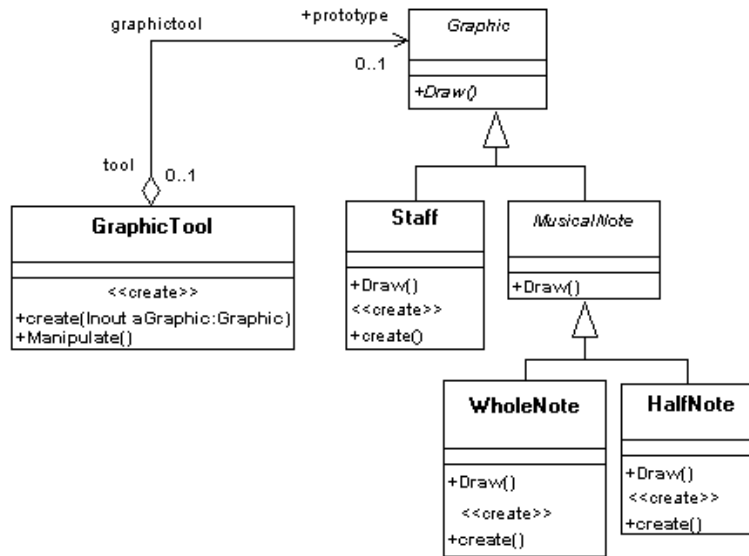 +prototype
graphictool
Graphic
0..1
+Draw()
tool
0..1
GraphicTool
<<create>>
+create(Inout aGraphic:Graphic)
+Manipulate()
Staff
+Draw()
<<create>>
+create()
MusicalNote
+Draw()
WholeNote
+Draw()
<<create>>
+create()
HalfNote
+Draw()
<<create>>
+create()